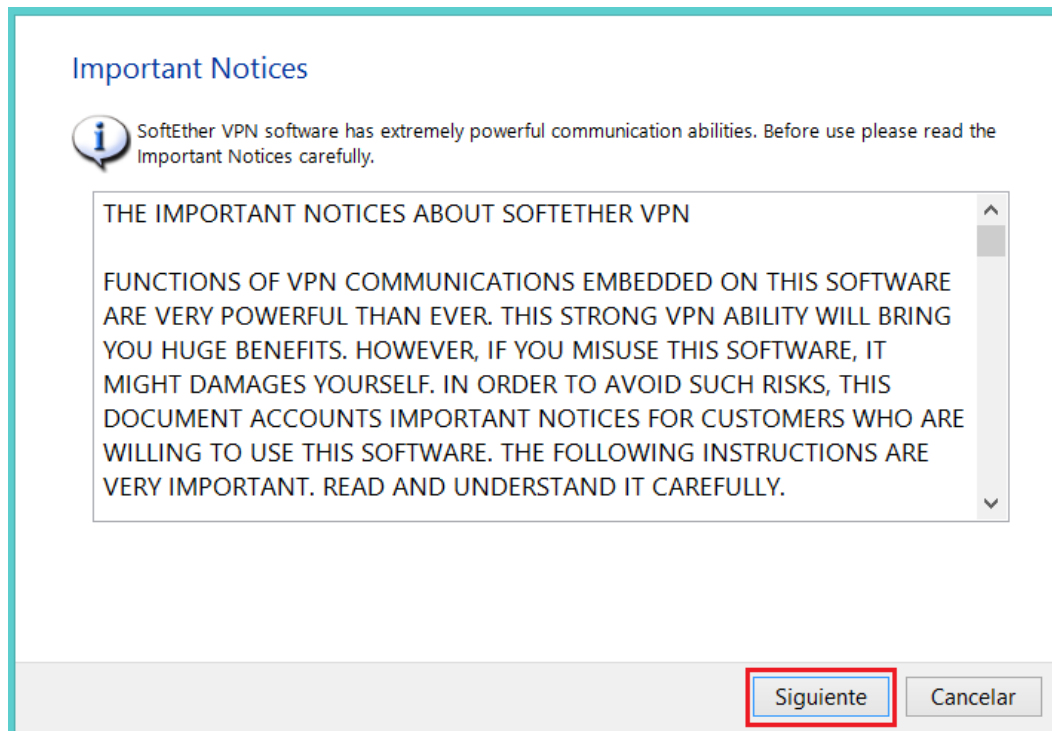 Important Notices
SoftEther VPN software has extremely powerful communication abilities. Before use please read the
Important Notices carefully.
THE IMPORTANT NOTICES ABOUT SOFTETHER VPN
FUNCTIONS OF VPN COMMUNICATIONS EMBEDDED ON THIS SOFTWARE
ARE VERY POWERFUL THAN EVER. THIS STRONG VPN ABILITY WILL BRING
YOU HUGE BENEFITS. HOWEVER, IF YOU MISUSE THIS SOFTWARE, IT
MIGHT DAMAGES YOURSELF. IN ORDER TO AVOID SUCH RISKS, THIS
DOCUMENT ACCOUNTS IMPORTANT NOTICES FOR CUSTOMERS WHO ARE
WILLING TO USE THIS SOFTWARE. THE FOLLOWING INSTRUCTIONS ARE
VERY IMPORTANT. READ AND UNDERSTAND IT CAREFULLY.
Siguiente Cancelar